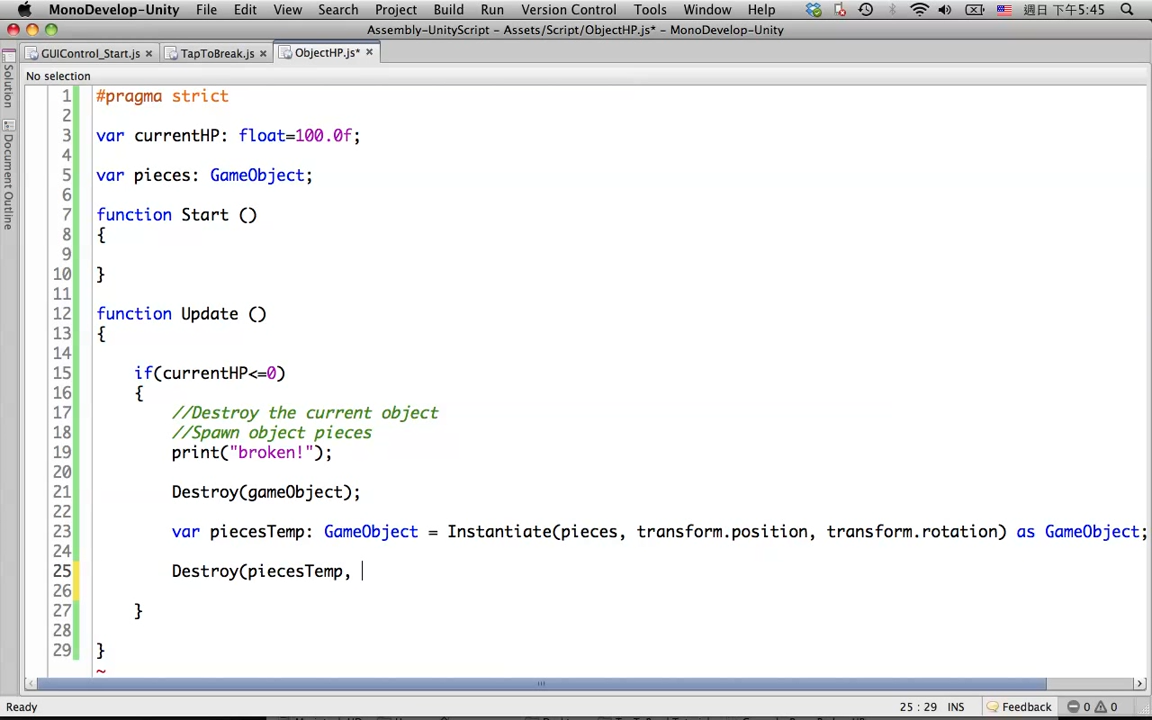 MonoDevelop-Unity File Edit View Search Project Build Run Version Control Tools Window Help 週日 下午5:45
Assembly-UnityScript - Assets/Script/ObjectHP.js* - MonoDevelop-Unity
GUIControl_Start.js × TapToBreak.js × ObjectHP.js* ×
Solution
Document Outline
No selection
1 #pragma strict
2
3 var currentHP: float=100.0f;
4
5 var pieces: GameObject;
6
7 function Start ()
8 {
9
10 }
11
12 function Update ()
13 {
14
15 if(currentHP<=0)
16 {
17 //Destroy the current object
18 //Spawn object pieces
19 print("broken!");
20
21 Destroy(gameObject);
22
23 var piecesTemp: GameObject = Instantiate(pieces, transform.position, transform.rotation) as GameObject;
24
25 Destroy(piecesTemp,
26
27 }
28
29 }
~
Ready 25 : 29 INS Feedback 0 0